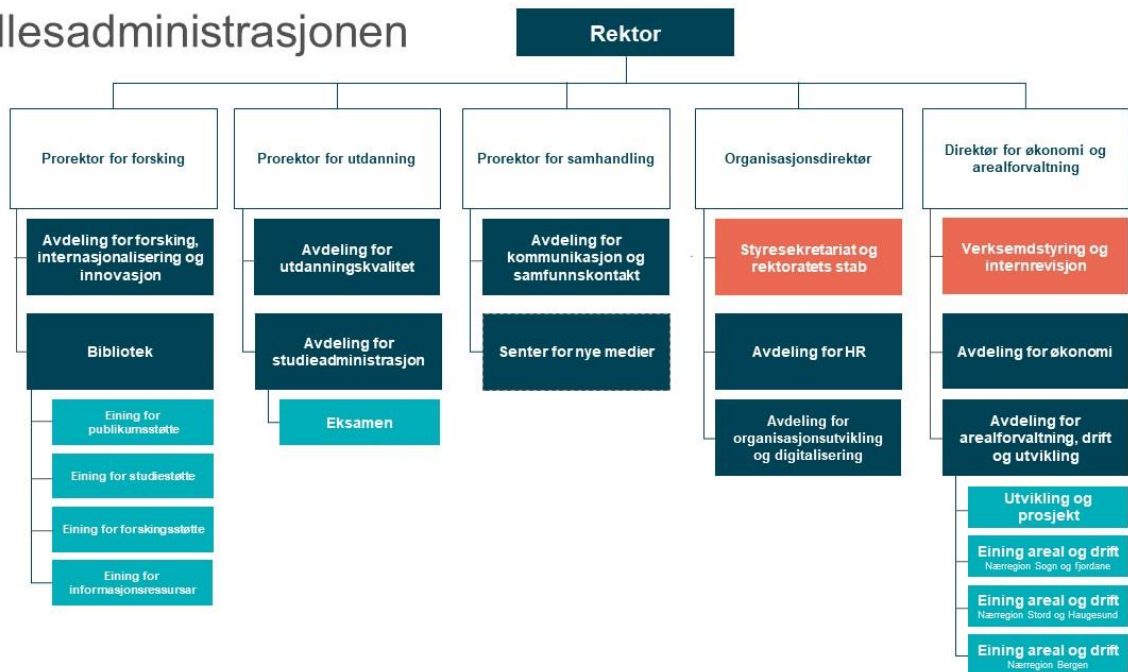 llesadministrasjonen
Rektor
Prorektor for forsking
Prorektor for utdanning
Prorektor for samhandling
Organisasjonsdirektør
Direktør for økonomi og
arealforvaltning
Avdeling for forsking,
internasjonalisering og
innovasjon
Avdeling for
utdanningskvalitet
Avdeling for
kommunikasjon og
samfunnskontakt
Styresekretariat og
rektoratets stab
Verksemdstyring og
internrevisjon
Bibliotek
Avdeling for
studieadministrasjon
Senter for nye medier
Avdeling for HR
Avdeling for økonomi
Eining for
publikumsstøtte
Eksamen
Avdeling for
organisasjonsutvikling
og digitalisering
Avdeling for
arealforvaltning, drift
og utvikling
Eining for studiestøtte
Eining for forskingsstøtte
Eining for
informasjonsressursar
Utvikling og
prosjekt
Eining areal og drift
Nærregion Sogn og fjordane
Eining areal og drift
Nærregion Stord og Haugesund
Eining areal og drift
Nærregion Bergen